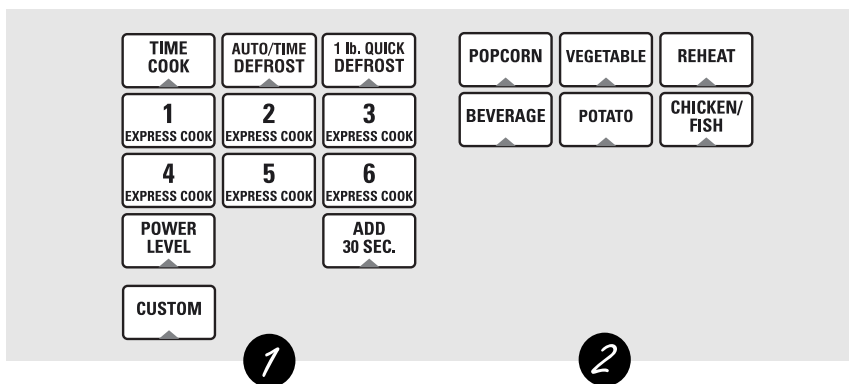 TIME
COOK
AUTO/TIME
DEFROST
1 lb. QUICK
DEFROST
1
EXPRESS COOK
2
EXPRESS COOK
3
EXPRESS COOK
4
EXPRESS COOK
5
EXPRESS COOK
6
EXPRESS COOK
POWER
LEVEL
ADD
30 SEC.
CUSTOM
1
POPCORN
VEGETABLE
REHEAT
BEVERAGE
POTATO
CHICKEN/
FISH
2